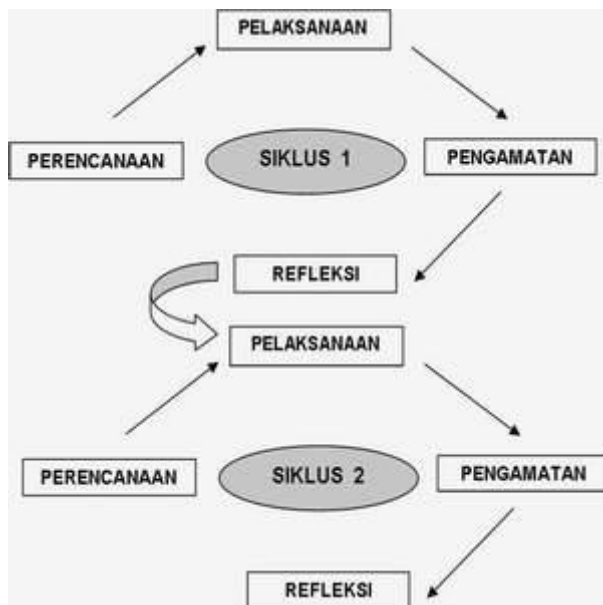 PELAKSANAAN
PERENCANAAN
SIKLUS 1
PENGAMATAN
REFLEKSI
PELAKSANAAN
PERENCANAAN
SIKLUS 2
PENGAMATAN
REFLEKSI